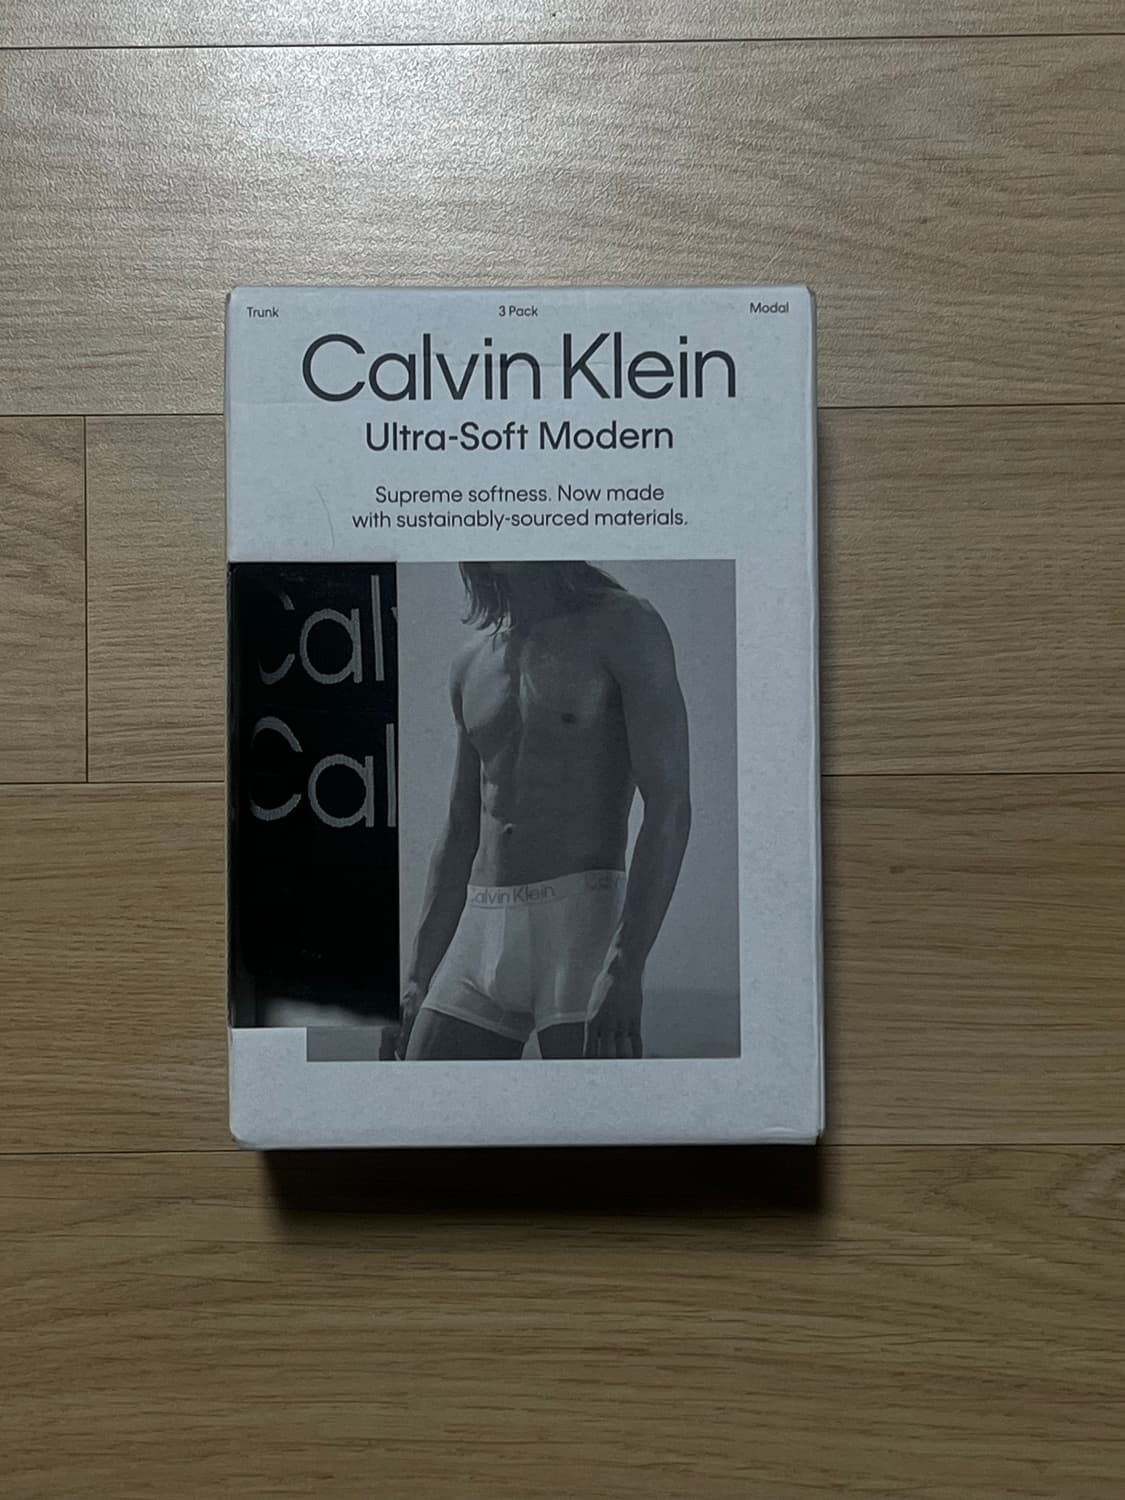 Trunk 3 Pack Modal
Calvin Klein
Ultra-Soft Modern
Supreme softness. Now made
with sustainably-sourced materials.
Cal
Cal
Calvin Klein